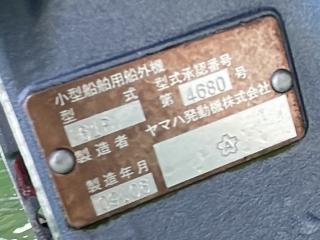 小型船舶用船外機
型式 型式承認番号
第 4680 号
製造者 ヤマハ発動機株式会社
製造年月